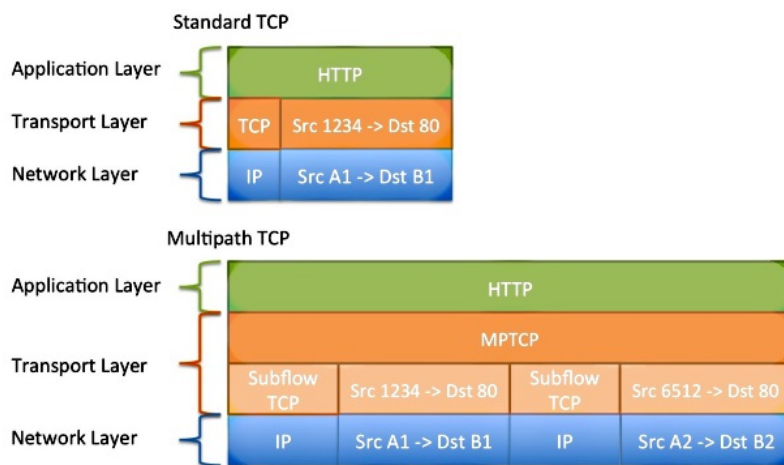 Standard TCP
Application Layer
HTTP
Transport Layer
TCP
Src 1234 -> Dst 80
Network Layer
IP
Src A1 -> Dst B1
Multipath TCP
Application Layer
HTTP
Transport Layer
MPTCP
Subflow
TCP
Src 1234 -> Dst 80
Subflow
TCP
Src 6512 -> Dst 80
Network Layer
IP
Src A1 -> Dst B1
IP
Src A2 -> Dst B2